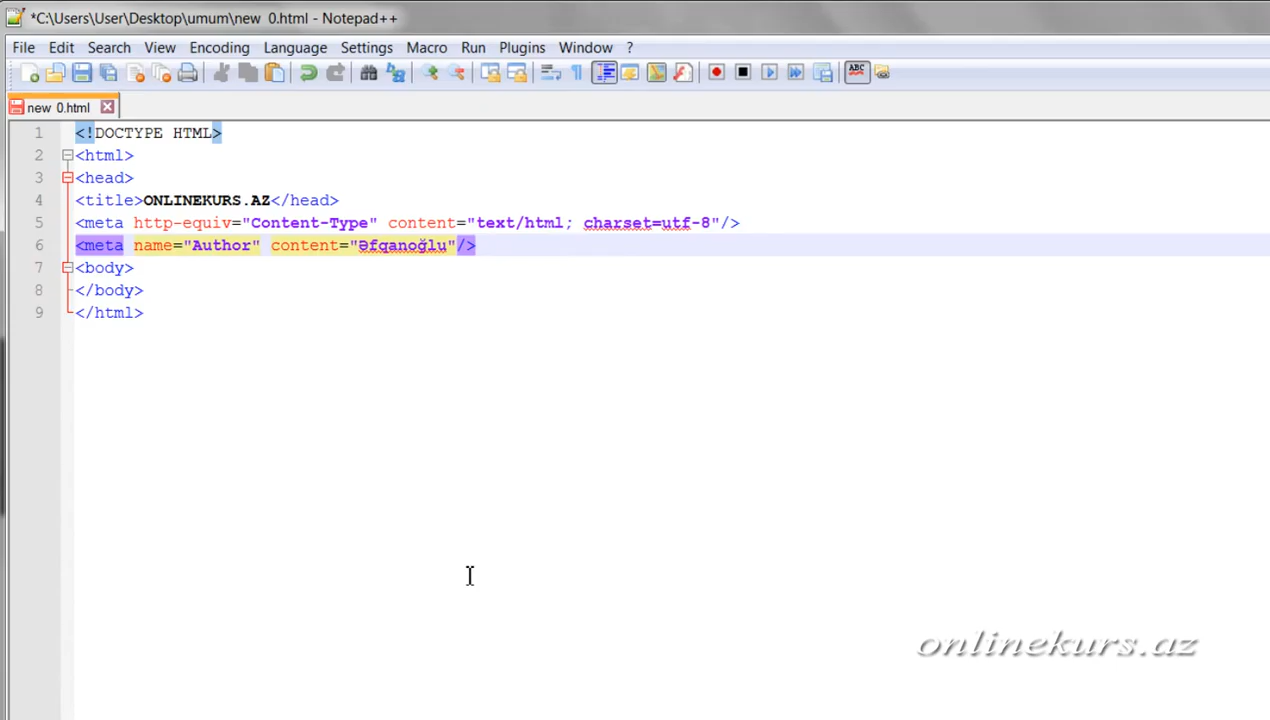 *C:\Users\User\Desktop\umum\new  0.html - Notepad++
File Edit Search View Encoding Language Settings Macro Run Plugins Window ?
ABC
new  0.html
1 <!DOCTYPE HTML>
2 <html>
3 <head>
4 <title>ONLINEKURS.AZ</head>
5 <meta http-equiv="Content-Type" content="text/html; charset=utf-8"/>
6 <meta name="Author" content="Əfqanoğlu"/>
7 <body>
8 </body>
9 </html>
onlinekurs.az